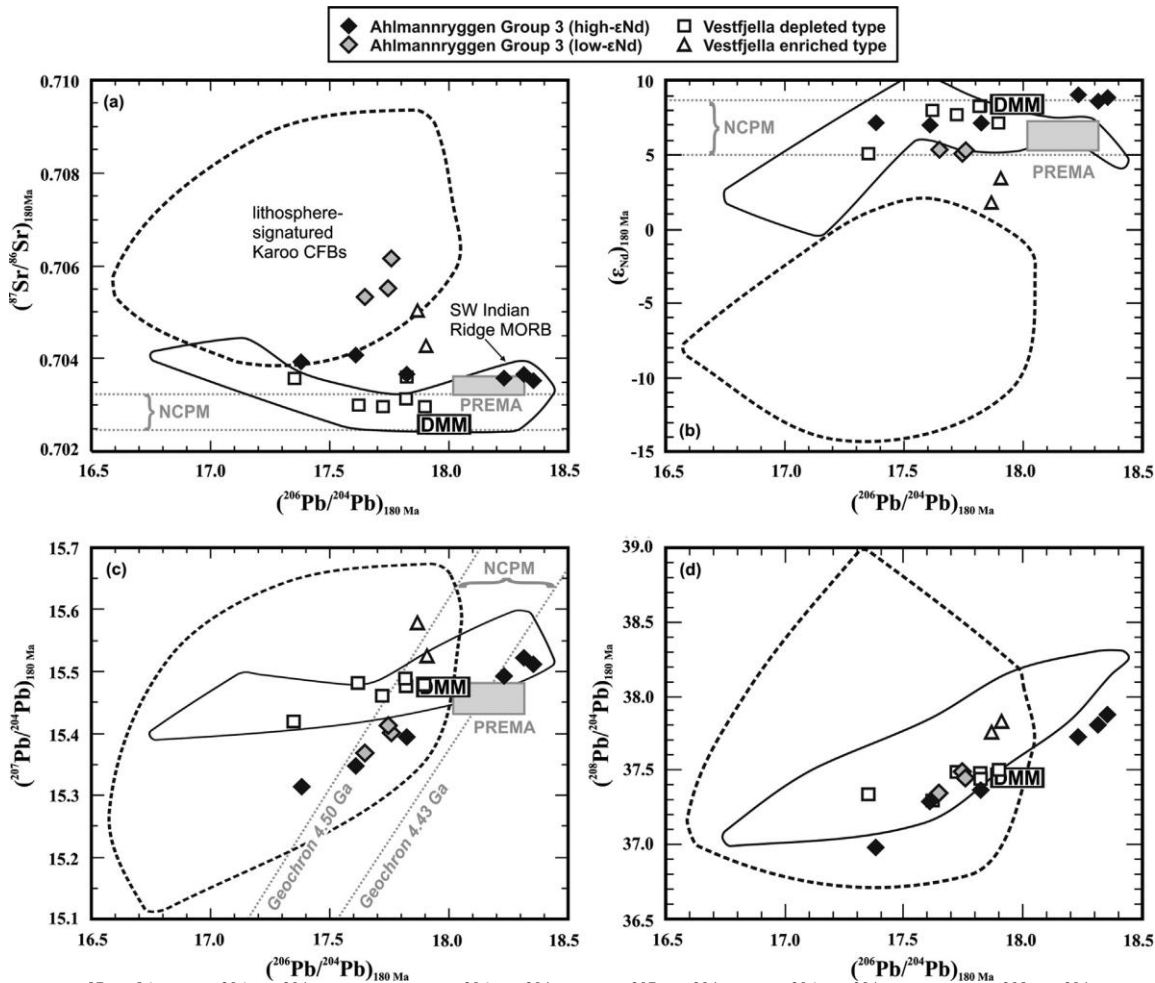 Ahlmannryggen Group 3 (high-εNd) Vestfjella depleted type
Ahlmannryggen Group 3 (low-εNd) Vestfjella enriched type
(a)
0.710
0.708
0.706
0.704
0.702
(⁸⁷Sr/⁸⁶Sr)₁₈₀Ma
lithosphere-
signatured
Karoo CFBs
SW Indian
Ridge MORB
NCPM
PREMA
DMM
16.5 17.0 17.5 18.0 18.5
(²⁰⁶Pb/²⁰⁴Pb)₁₈₀ Ma
(b)
10
5
0
-5
-10
-15
(εNd)₁₈₀ Ma
NCPM
DMM
PREMA
16.5 17.0 17.5 18.0 18.5
(²⁰⁶Pb/²⁰⁴Pb)₁₈₀ Ma
(c)
15.7
15.6
15.5
15.4
15.3
15.2
15.1
(²⁰⁷Pb/²⁰⁴Pb)₁₈₀ Ma
NCPM
DMM
PREMA
Geochron 4.50 Ga
Geochron 4.43 Ga
16.5 17.0 17.5 18.0 18.5
(²⁰⁶Pb/²⁰⁴Pb)₁₈₀ Ma
(d)
39.0
38.5
38.0
37.5
37.0
36.5
(²⁰⁸Pb/²⁰⁴Pb)₁₈₀ Ma
DMM
16.5 17.0 17.5 18.0 18.5
(²⁰⁶Pb/²⁰⁴Pb)₁₈₀ Ma